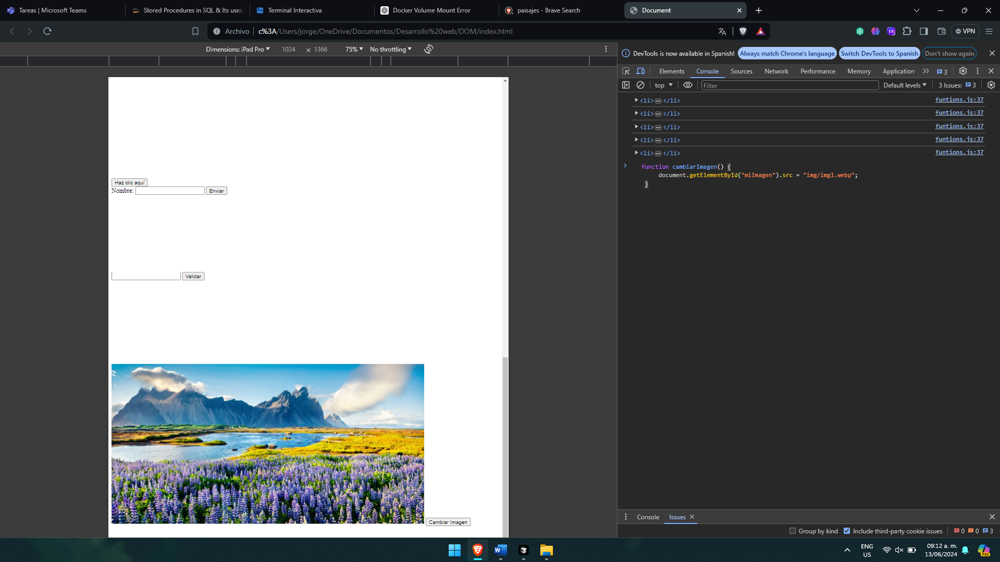 Tareas | Microsoft Teams
Stored Procedures in SQL & Its uses
Terminal Interactiva
Docker Volume Mount Error
paisajes - Brave Search
Document
Archivo c%3A/Users/jorge/OneDrive/Documentos/Desarrollo%20web/DOM/index.html
VPN
Dimensions: iPad Pro 1024 × 1366 75% No throttling
DevTools is now available in Spanish! Always match Chrome's language Switch DevTools to Spanish Don't show again
Elements Console Sources Network Performance Memory Application 3
top Filter Default levels 3 Issues: 3
<li>…</li> funtions.js:37
<li>…</li> funtions.js:37
<li>…</li> funtions.js:37
<li>…</li> funtions.js:37
<li>…</li> funtions.js:37
function cambiarImagen() {
document.getElementById("miImagen").src = "img/img1.webp";
}
Haz clic aquí
Nombre: Enviar
Validar
Cambiar Imagen
Console Issues
Group by kind Include third-party cookie issues 0 0 3
ENG
US
09:12 a. m.
13/06/2024
PRE